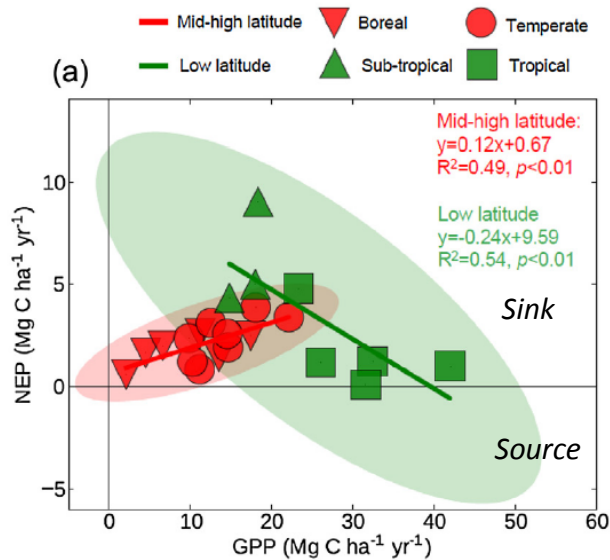 Mid-high latitude Boreal Temperate
Low latitude Sub-tropical Tropical
(a)
Mid-high latitude:
y=0.12x+0.67
R²=0.49, p<0.01
Low latitude
y=-0.24x+9.59
R²=0.54, p<0.01
Sink
Source
NEP (Mg C ha⁻¹ yr⁻¹)
10
5
0
−5
0 10 20 30 40 50 60
GPP (Mg C ha⁻¹ yr⁻¹)